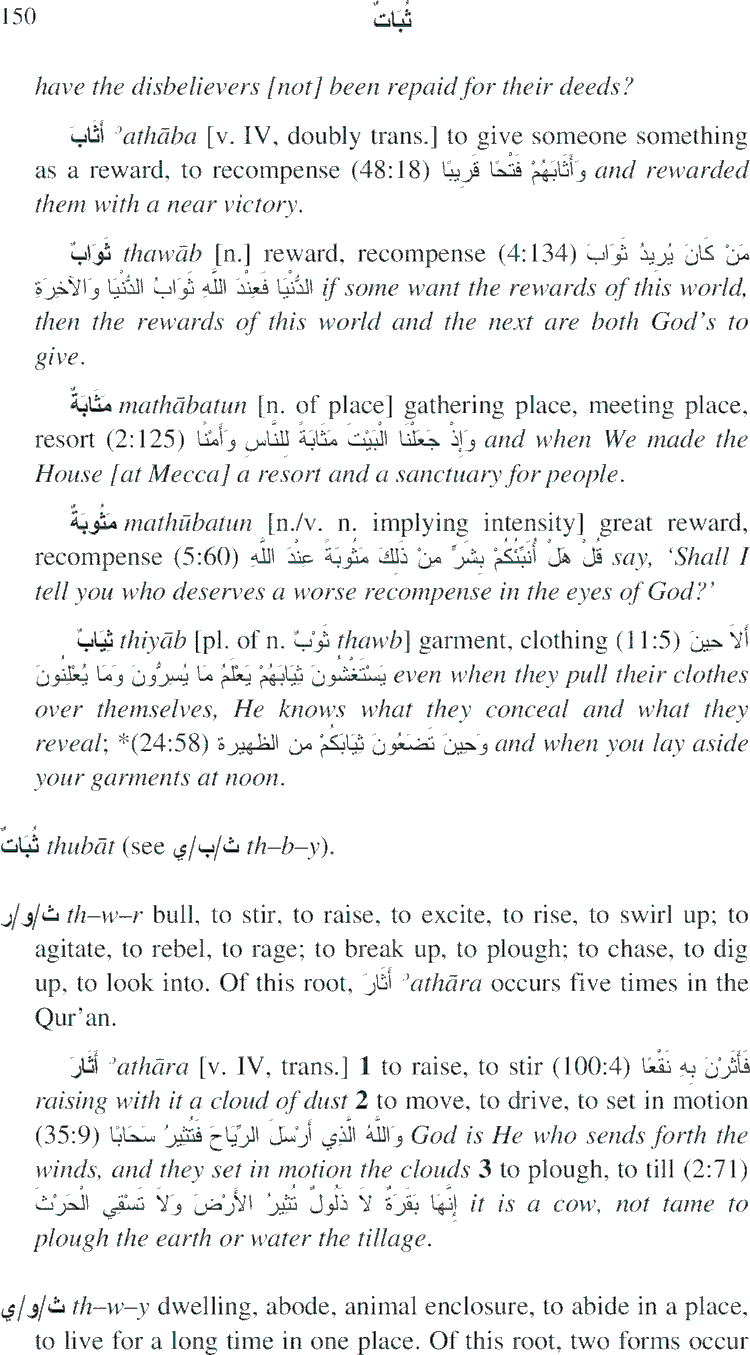 150 ثُبَاتٌ
have the disbelievers [not] been repaid for their deeds?
أَثَابَ ʾathāba [v. IV, doubly trans.] to give someone something
as a reward, to recompense (48:18) وَأَثَابَهُمْ فَتْحًا قَرِيبًا and rewarded
them with a near victory.
ثَوَابٌ thawāb [n.] reward, recompense (4:134) مَنْ كَانَ يُرِيدُ ثَوَابَ
الدُّنْيَا فَعِنْدَ اللَّهِ ثَوَابُ الدُّنْيَا وَالآخِرَةِ if some want the rewards of this world,
then the rewards of this world and the next are both God’s to
give.
مَثَابَةٌ mathābatun [n. of place] gathering place, meeting place,
resort (2:125) وَإِذْ جَعَلْنَا الْبَيْتَ مَثَابَةً لِلنَّاسِ وَأَمْنًا and when We made the
House [at Mecca] a resort and a sanctuary for people.
مَثُوبَةٌ mathūbatun [n./v. n. implying intensity] great reward,
recompense (5:60) قُلْ هَلْ أُنَبِّئُكُمْ بِشَرٍّ مِنْ ذَلِكَ مَثُوبَةً عِنْدَ اللَّهِ say, ‘Shall I
tell you who deserves a worse recompense in the eyes of God?’
ثِيَابٌ thiyāb [pl. of n. ثَوْبٌ thawb] garment, clothing (11:5) أَلاَ حِينَ
يَسْتَغْشُونَ ثِيَابَهُمْ يَعْلَمُ مَا يُسِرُّونَ وَمَا يُعْلِنُونَ even when they pull their clothes
over themselves, He knows what they conceal and what they
reveal; *(24:58) وَحِينَ تَضَعُونَ ثِيَابَكُمْ من الظهيرة and when you lay aside
your garments at noon.
ثُبَاتٌ thubāt (see ث/ب/ي th–b–y).
ث/و/ر th–w–r bull, to stir, to raise, to excite, to rise, to swirl up; to
agitate, to rebel, to rage; to break up, to plough; to chase, to dig
up, to look into. Of this root, أَثَارَ ʾathāra occurs five times in the
Qur’an.
أَثَارَ ʾathāra [v. IV, trans.] 1 to raise, to stir (100:4) فَأَثَرْنَ بِهِ نَقْعًا
raising with it a cloud of dust 2 to move, to drive, to set in motion
(35:9) وَاللَّهُ الَّذِي أَرْسَلَ الرِّيَاحَ فَتُثِيرُ سَحَابًا God is He who sends forth the
winds, and they set in motion the clouds 3 to plough, to till (2:71)
إِنَّهَا بَقَرَةٌ لاَ ذَلُولٌ تُثِيرُ الأَرْضَ وَلاَ تَسْقِي الْحَرْثَ it is a cow, not tame to
plough the earth or water the tillage.
ث/و/ي th–w–y dwelling, abode, animal enclosure, to abide in a place,
to live for a long time in one place. Of this root, two forms occur